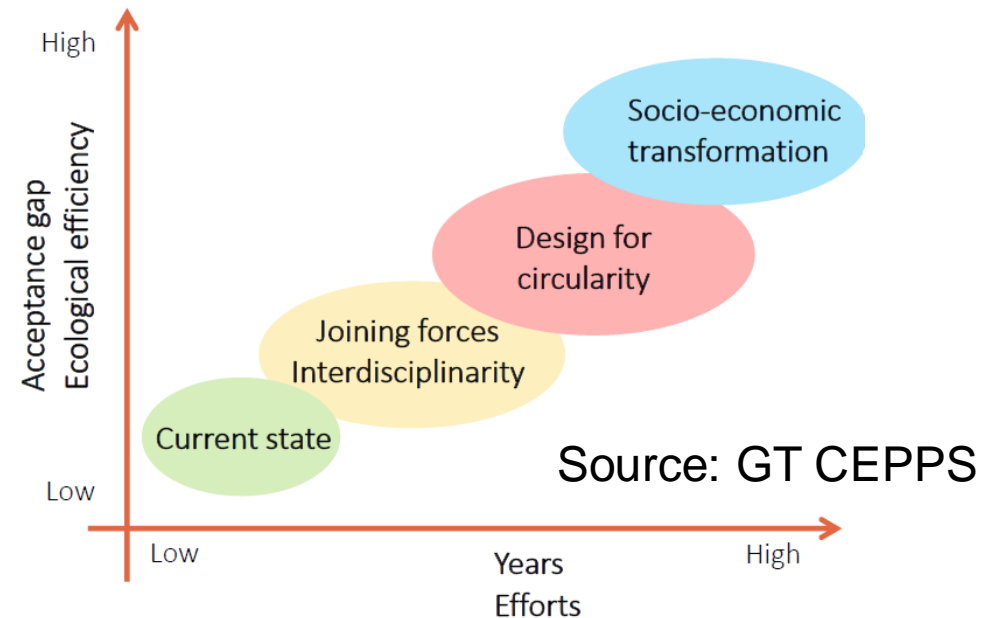 High
Socio-economic
transformation
Acceptance gap
Ecological efficiency
Design for
circularity
Joining forces
Interdisciplinarity
Current state
Source: GT CEPPS
Low
Low
High
Years
Efforts